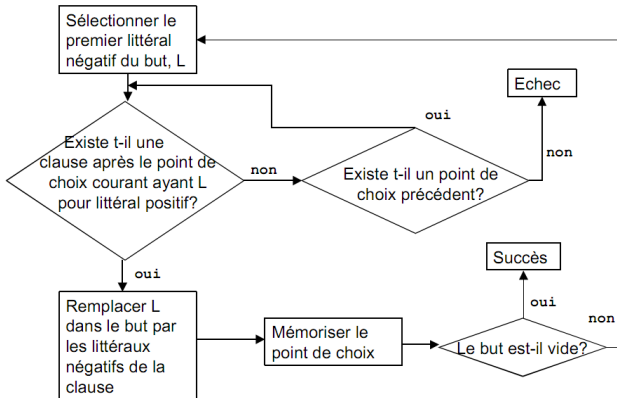 Sélectionner le
premier littéral
négatif du but, L
Echec
oui
Existe t-il une
clause après le point de
choix courant ayant L
pour littéral positif?
non
Existe t-il un point de
choix précédent?
non
oui
Succès
Remplacer L
dans le but par
les littéraux
négatifs de la
clause
Mémoriser le
point de choix
oui
Le but est-il vide?
non